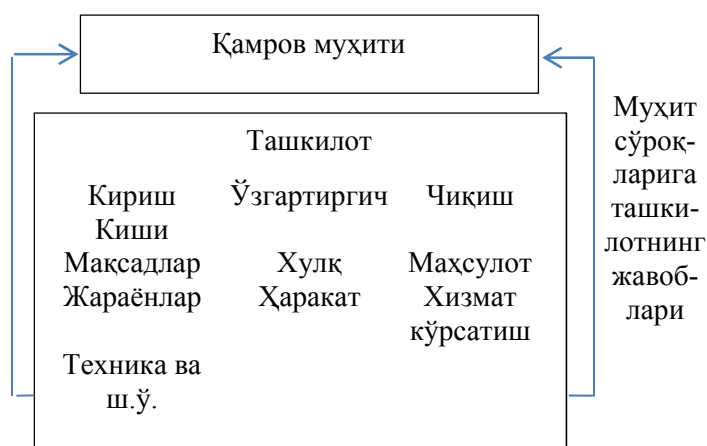 Қамров муҳити
Ташкилот
Кириш Ўзгартиргич Чиқиш
Киши
Мақсадлар Хулқ Маҳсулот
Жараёнлар Ҳаракат Хизмат
кўрсатиш
Техника ва
ш.ў.
Муҳит
сўроқ-
ларига
ташки-
лотнинг
жавоб-
лари